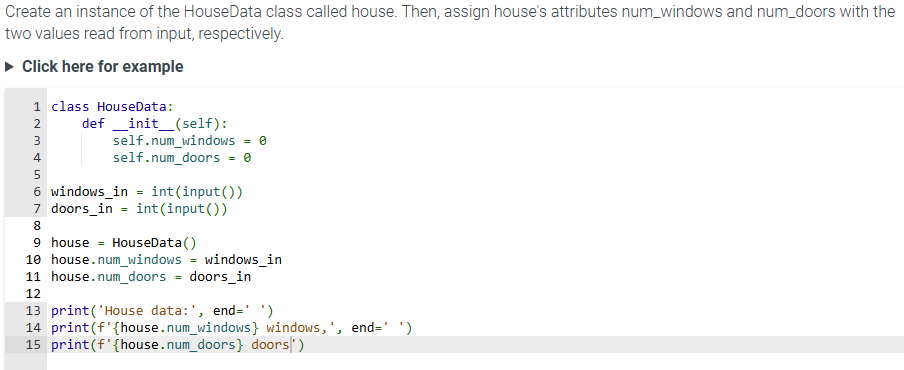 Create an instance of the HouseData class called house. Then, assign house's attributes num_windows and num_doors with the
two values read from input, respectively.
▶ Click here for example
1 class HouseData:
2     def __init__(self):
3         self.num_windows = 0
4         self.num_doors = 0
5
6 windows_in = int(input())
7 doors_in = int(input())
8
9 house = HouseData()
10 house.num_windows = windows_in
11 house.num_doors = doors_in
12
13 print('House data:', end=' ')
14 print(f'{house.num_windows} windows,', end=' ')
15 print(f'{house.num_doors} doors')